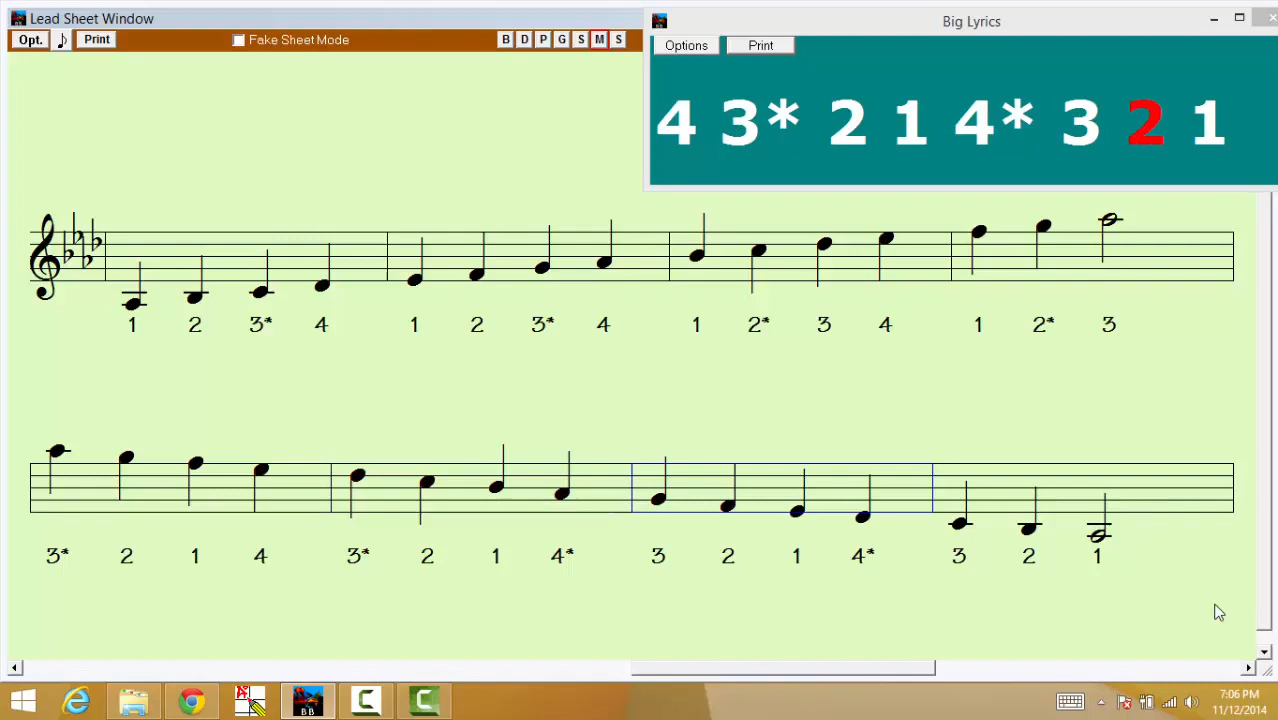 Lead Sheet Window
Opt. Print Fake Sheet Mode B D P G S M S
Big Lyrics
Options Print
4 3* 2 1 4* 3 2 1
1 2 3* 4 1 2 3* 4 1 2* 3 4 1 2* 3
3* 2 1 4 3* 2 1 4* 3 2 1 4* 3 2 1
BB
7:06 PM
11/12/2014